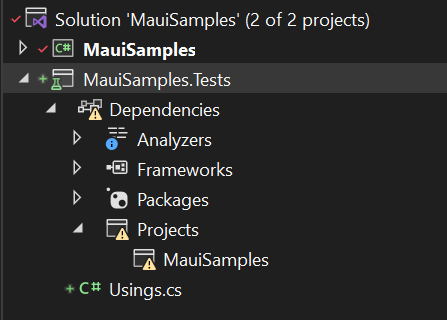 Solution 'MauiSamples' (2 of 2 projects)
C# MauiSamples
MauiSamples.Tests
Dependencies
Analyzers
Frameworks
Packages
Projects
MauiSamples
C# Usings.cs